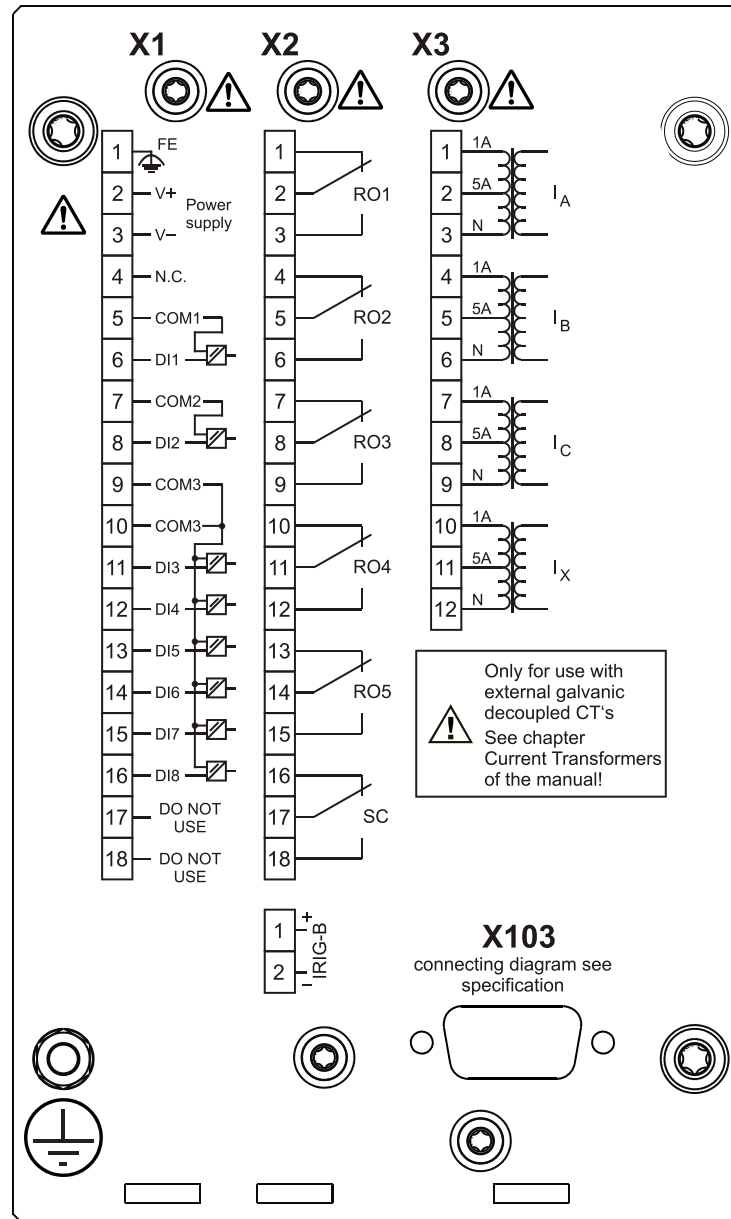 X1 X2 X3
1 FE
2 V+
Power
supply
3 V–
4 N.C.
5 COM1
6 DI1
7 COM2
8 DI2
9 COM3
10 COM3
11 DI3
12 DI4
13 DI5
14 DI6
15 DI7
16 DI8
17 DO NOT
USE
18 DO NOT
USE
1
2 RO1
3
4
5 RO2
6
7
8 RO3
9
10
11 RO4
12
13
14 RO5
15
16
17 SC
18
1 +
IRIG-B
2 –
1 1A
2 5A IA
3 N
4 1A
5 5A IB
6 N
7 1A
8 5A IC
9 N
10 1A
11 5A IX
12 N
Only for use with
external galvanic
decoupled CT‘s
See chapter
Current Transformers
of the manual!
X103
connecting diagram see
specification